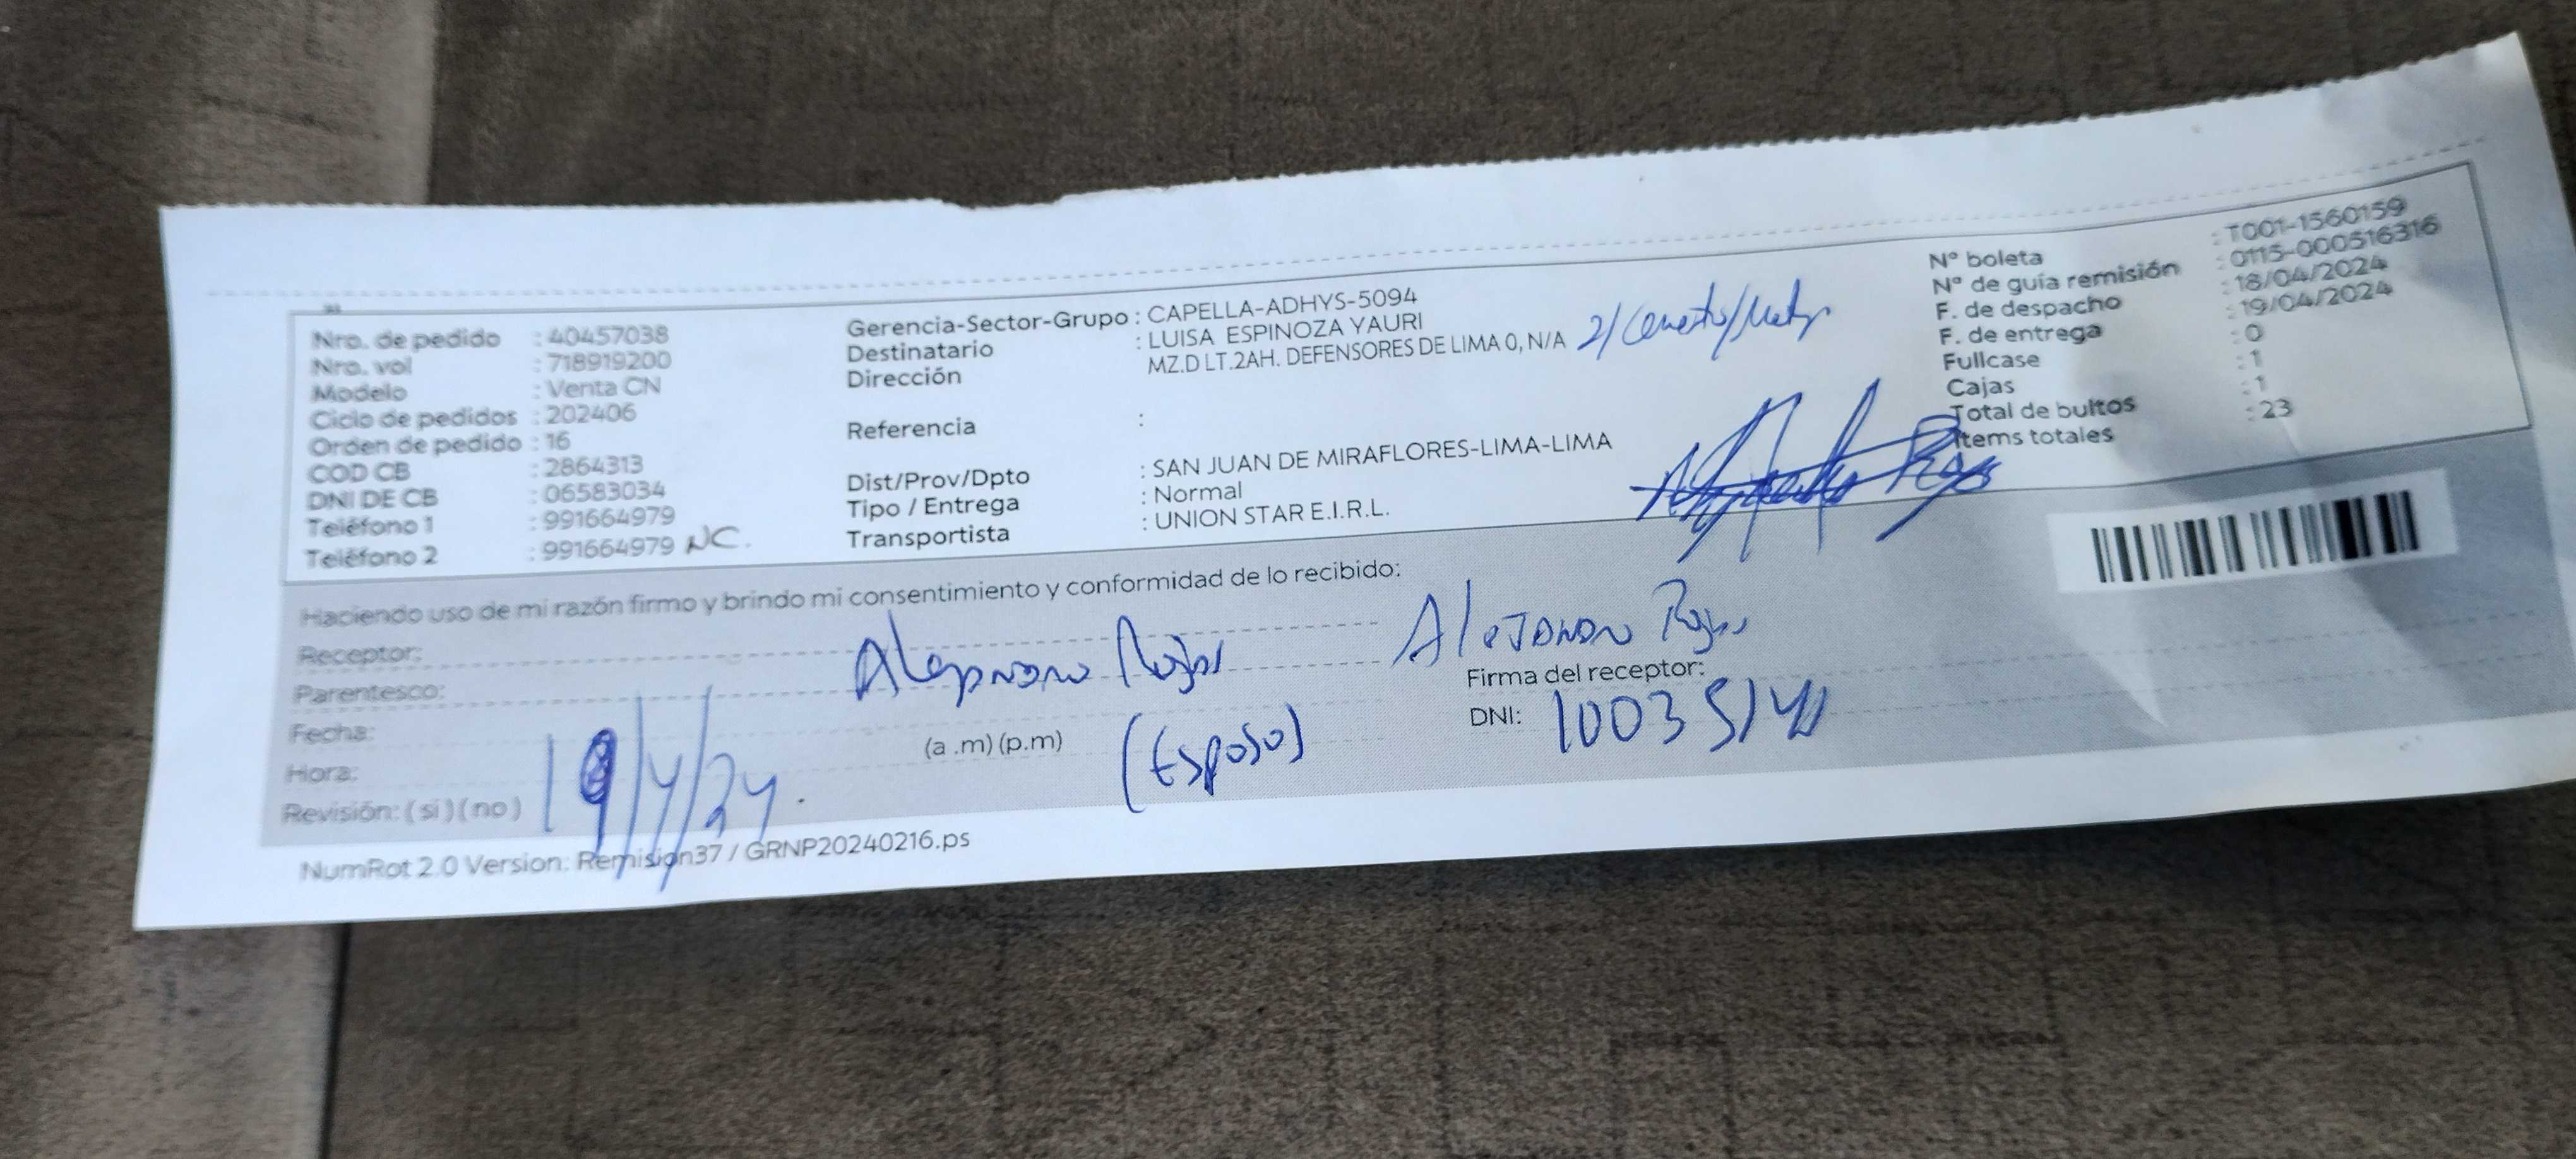 Nro. de pedido : 40457038
Nro. vol : 718919200
Modelo : Venta CN
Ciclo de pedidos : 202406
Orden de pedido : 16
COD CB : 2864313
DNI DE CB : 06583034
Teléfono 1 : 991664979
Teléfono 2 : 991664979 NC.
Gerencia-Sector-Grupo : CAPELLA-ADHYS-5094
Destinatario : LUISA ESPINOZA YAURI
Dirección MZ.D LT.2AH. DEFENSORES DE LIMA 0, N/A
Referencia :
Dist/Prov/Dpto : SAN JUAN DE MIRAFLORES-LIMA-LIMA
Tipo / Entrega : Normal
Transportista : UNION STAR E.I.R.L.
Nº boleta : T001-1560159
Nº de guía remisión : 0115-000516316
F. de despacho : 18/04/2024
F. de entrega : 19/04/2024
Fullcase : 0
Cajas : 1
Total de bultos : 1
Items totales : 23
Haciendo uso de mi razón firmo y brindo mi consentimiento y conformidad de lo recibido:
Receptor: Alejandro Rojas
Parentesco:
Fecha:
Hora: (a .m) (p.m) (Esposo)
Revisión: (si) (no) 19/4/24.
Alejandro Rojas
Firma del receptor:
DNI:
NumRot 2.0 Version: Remision37 / GRNP20240216.ps